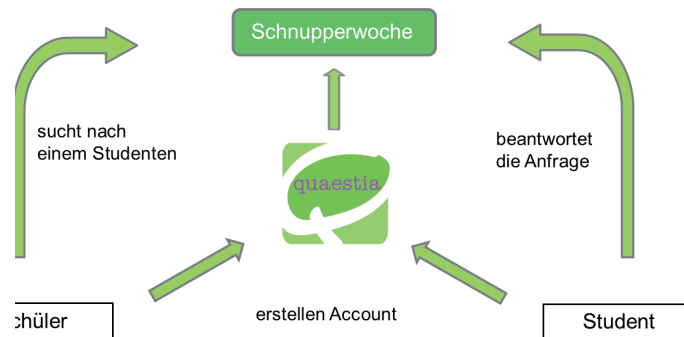 Schnupperwoche
sucht nach
einem Studenten
beantwortet
die Anfrage
quaestia
erstellen Account
chüler
Student